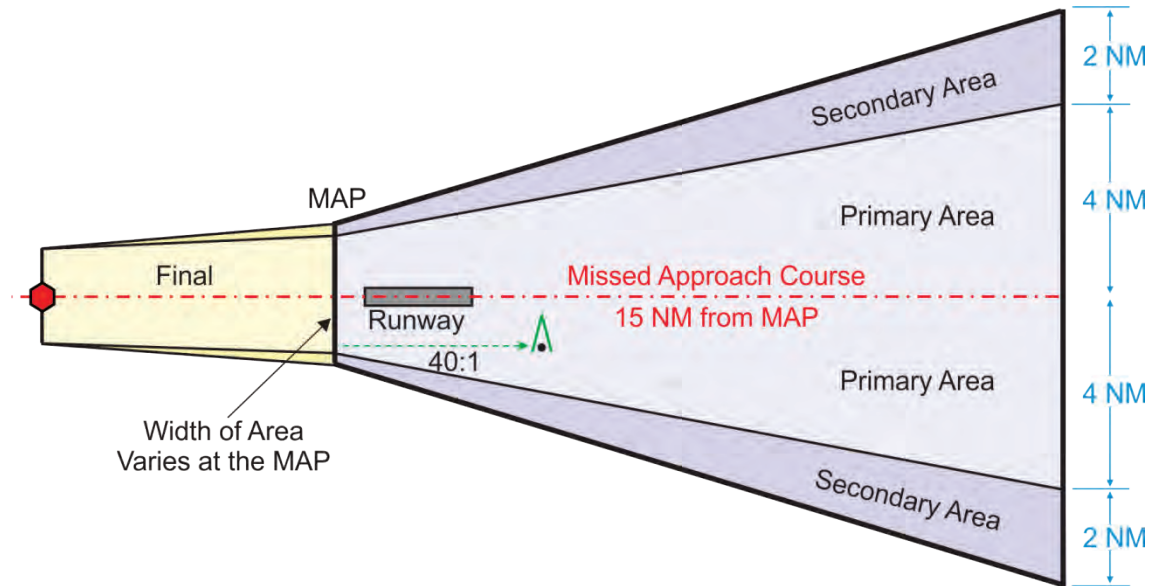 2 NM
Secondary Area
MAP
4 NM
Primary Area
Final
Missed Approach Course
15 NM from MAP
Runway
40:1
Primary Area
4 NM
Width of Area
Varies at the MAP
Secondary Area
2 NM